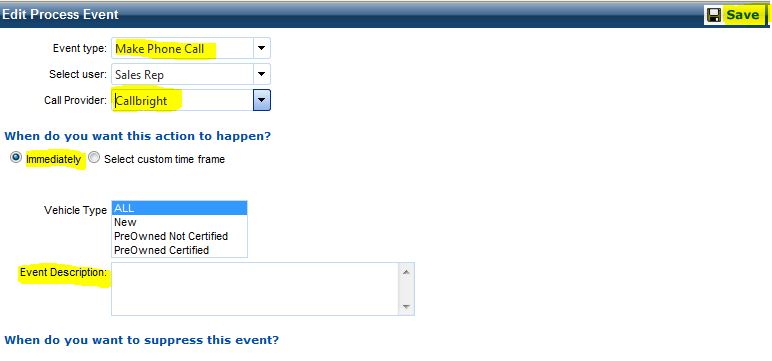 Edit Process Event Save
Event type: Make Phone Call
Select user: Sales Rep
Call Provider: Callbright
When do you want this action to happen?
Immediately Select custom time frame
Vehicle Type ALL
New
PreOwned Not Certified
PreOwned Certified
Event Description:
When do you want to suppress this event?